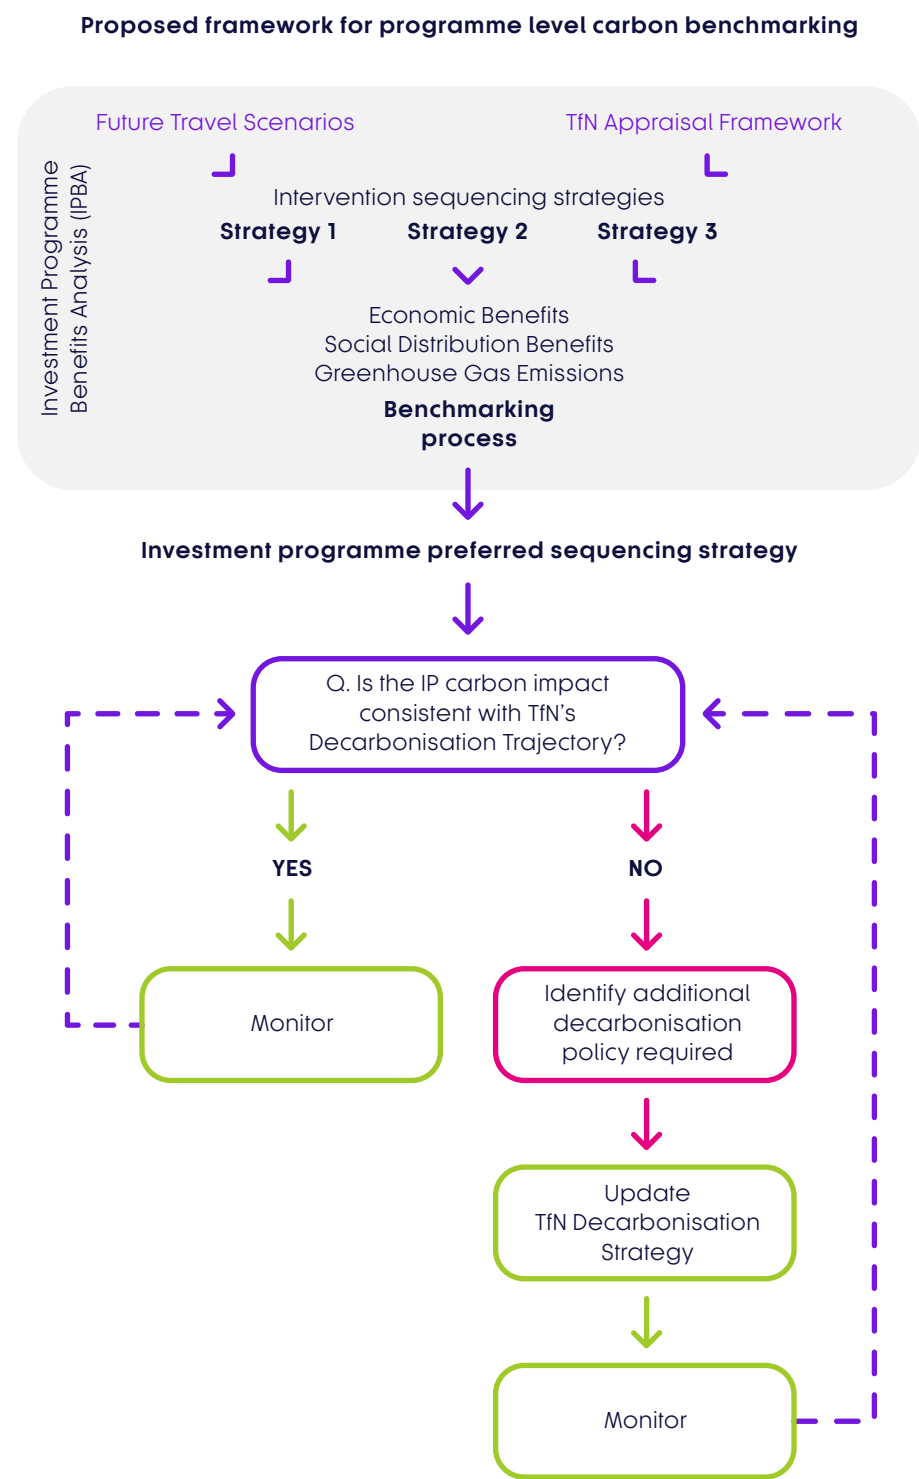 Proposed framework for programme level carbon benchmarking
Future Travel Scenarios
TfN Appraisal Framework
Investment Programme
Benefits Analysis (IPBA)
Intervention sequencing strategies
Strategy 1
Strategy 2
Strategy 3
Economic Benefits
Social Distribution Benefits
Greenhouse Gas Emissions
Benchmarking
process
Investment programme preferred sequencing strategy
Q. Is the IP carbon impact
consistent with TfN’s
Decarbonisation Trajectory?
YES
NO
Monitor
Identify additional
decarbonisation
policy required
Update
TfN Decarbonisation
Strategy
Monitor